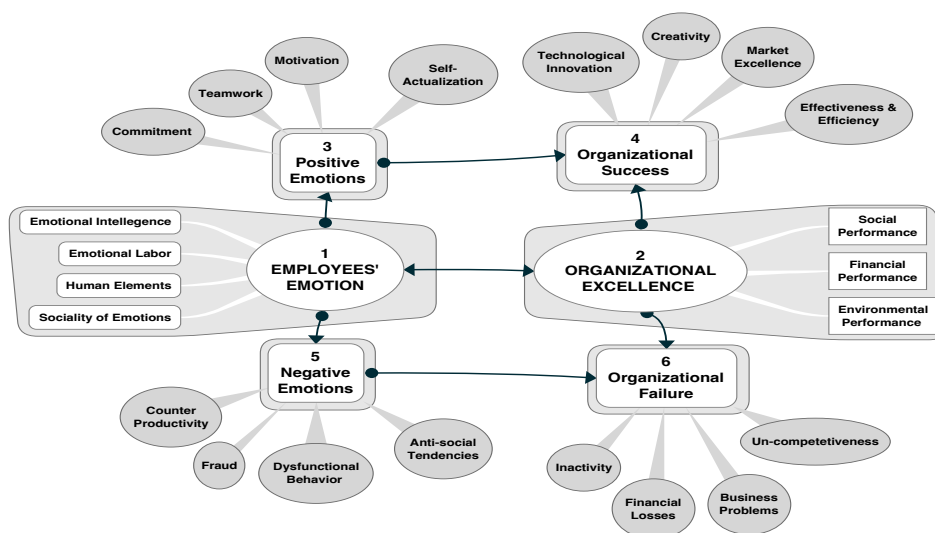 Motivation
Self-
Actualization
Teamwork
Commitment
3
Positive
Emotions
Technological
Innovation
Creativity
Market
Excellence
Effectiveness &
Efficiency
4
Organizational
Success
Emotional Intellegence
Emotional Labor
Human Elements
Sociality of Emotions
1
EMPLOYEES'
EMOTION
2
ORGANIZATIONAL
EXCELLENCE
Social
Performance
Financial
Performance
Environmental
Performance
5
Negative
Emotions
Counter
Productivity
Fraud
Dysfunctional
Behavior
Anti-social
Tendencies
6
Organizational
Failure
Inactivity
Financial
Losses
Business
Problems
Un-competetiveness